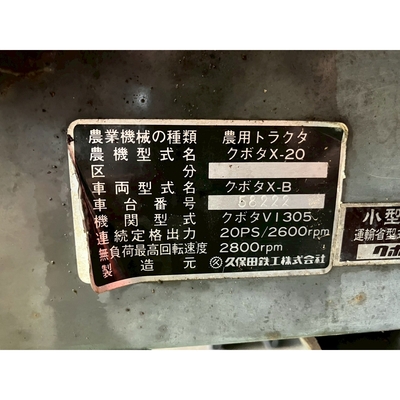 農業機械の種類 農用トラクタ
農機型式名 クボタX-20
区分
車両型式名 クボタX-B
車台番号 58222
機関型式 クボタV1305
連続定格出力 20PS/2600rpm
無負荷最高回転速度 2800rpm
製造元 久保田鉄工株式会社
小型
運輸省型式